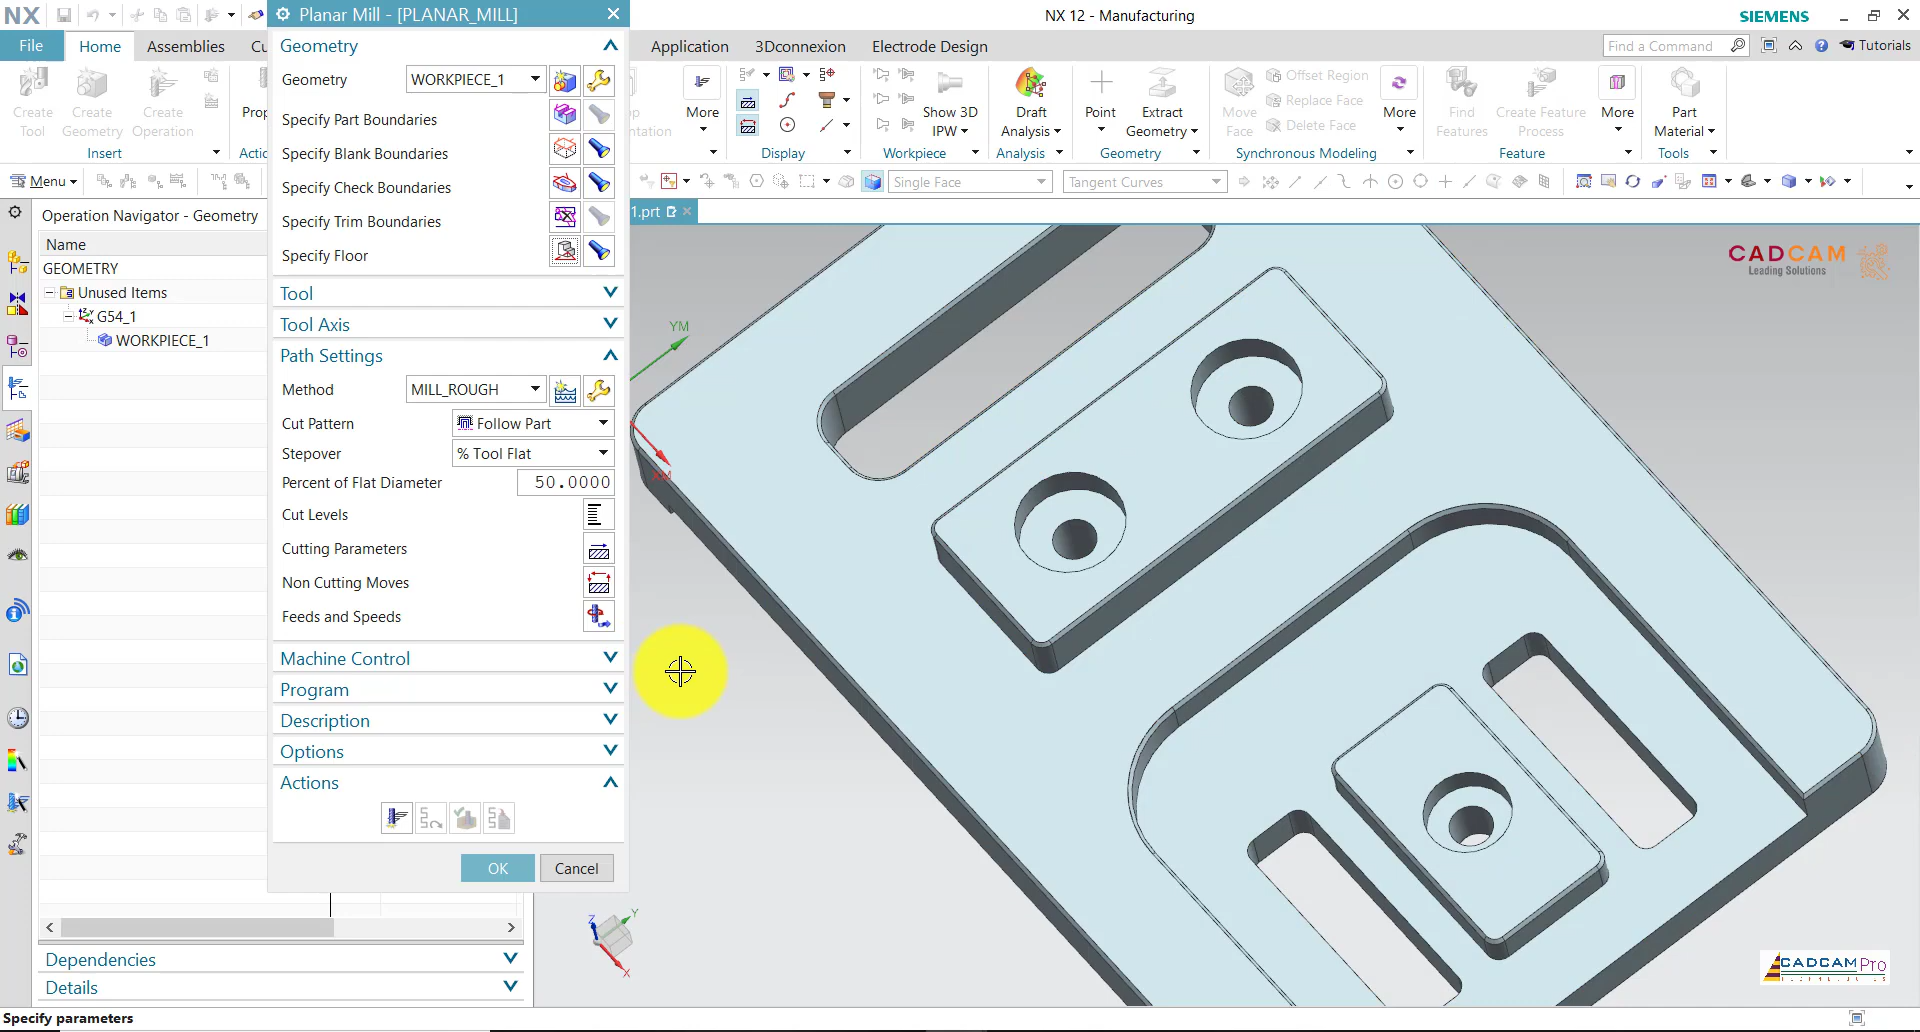 NX
Planar Mill - [PLANAR_MILL]
NX 12 - Manufacturing
SIEMENS
File
Home
Assemblies
Cu
Application
3Dconnexion
Electrode Design
Find a Command
Tutorials
Create Tool
Create Geometry
Create Operation
Prop
Insert
Actio
More
Display
Show 3D IPW
Workpiece
Draft Analysis
Analysis
Point
Extract Geometry
Geometry
Move Face
Offset Region
Replace Face
Delete Face
More
Synchronous Modeling
Find Features
Create Feature Process
More
Feature
Part Material
Tools
Menu
Single Face
Tangent Curves
1.prt
Operation Navigator - Geometry
Name
GEOMETRY
Unused Items
G54_1
WORKPIECE_1
Geometry
Geometry
WORKPIECE_1
Specify Part Boundaries
Specify Blank Boundaries
Specify Check Boundaries
Specify Trim Boundaries
Specify Floor
Tool
Tool Axis
Path Settings
Method
MILL_ROUGH
Cut Pattern
Follow Part
Stepover
% Tool Flat
Percent of Flat Diameter
50.0000
Cut Levels
Cutting Parameters
Non Cutting Moves
Feeds and Speeds
Machine Control
Program
Description
Options
Actions
OK
Cancel
YM
XM
CADCAM
Leading Solutions
Z
Y
X
CADCAMPro
Dependencies
Details
Specify parameters